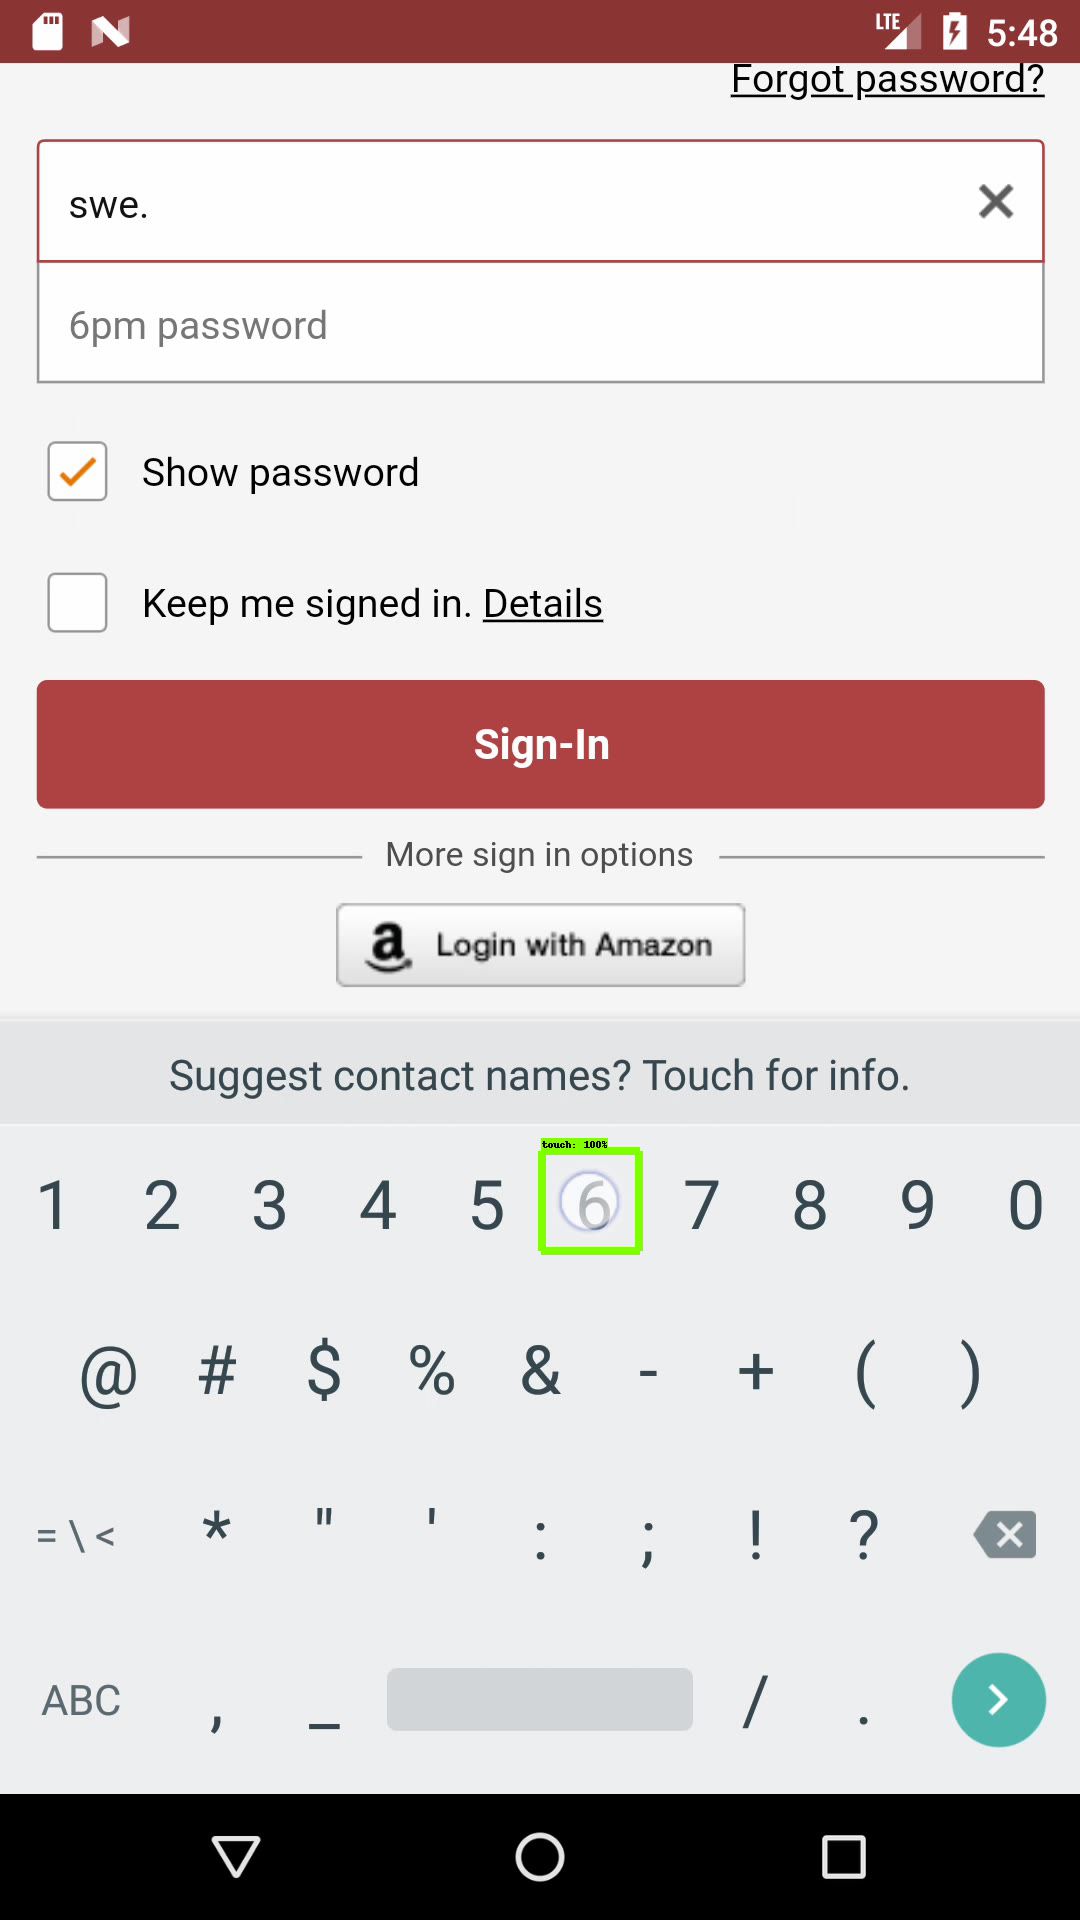 LTE 5:48
Forgot password?
swe.
6pm password
Show password
Keep me signed in. Details
Sign-In
More sign in options
a Login with Amazon
Suggest contact names? Touch for info.
touch: 100%
1 2 3 4 5 6 7 8 9 0
@ # $ % & - + ( )
= \ < * " ' : ; ! ?
ABC , _ / .